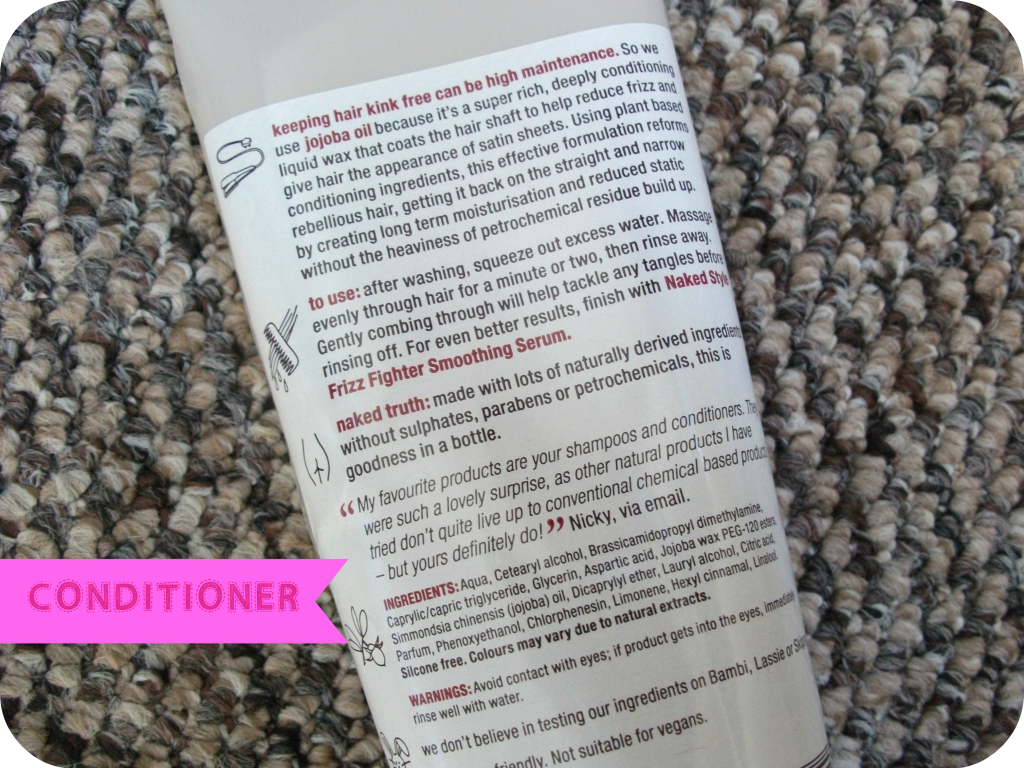 keeping hair kink free can be high maintenance. So we
use jojoba oil because it's a super rich, deeply conditioning
liquid wax that coats the hair shaft to help reduce frizz and
give hair the appearance of satin sheets. Using plant based
conditioning ingredients, this effective formulation reforms
rebellious hair, getting it back on the straight and narrow
by creating long term moisturisation and reduced static
without the heaviness of petrochemical residue build up.
to use: after washing, squeeze out excess water. Massage
evenly through hair for a minute or two, then rinse away.
Gently combing through will help tackle any tangles before
rinsing off. For even better results, finish with Naked Style
Frizz Fighter Smoothing Serum.
naked truth: made with lots of naturally derived ingredients
without sulphates, parabens or petrochemicals, this is
goodness in a bottle.
“ My favourite products are your shampoos and conditioners. They
were such a lovely surprise, as other natural products I have
tried don't quite live up to conventional chemical based products
– but yours definitely do! ” Nicky, via email.
INGREDIENTS: Aqua, Cetearyl alcohol, Brassicamidopropyl dimethylamine,
Caprylic/capric triglyceride, Glycerin, Aspartic acid, Jojoba wax PEG-120 esters,
Simmondsia chinensis (jojoba) oil, Dicaprylyl ether, Lauryl alcohol, Citric acid,
Parfum, Phenoxyethanol, Chlorphenesin, Limonene, Hexyl cinnamal, Linalool.
Silcone free. Colours may vary due to natural extracts.
WARNINGS: Avoid contact with eyes; if product gets into the eyes, immediately
rinse well with water.
we don't believe in testing our ingredients on Bambi, Lassie or
friendly. Not suitable for vegans.
CONDITIONER